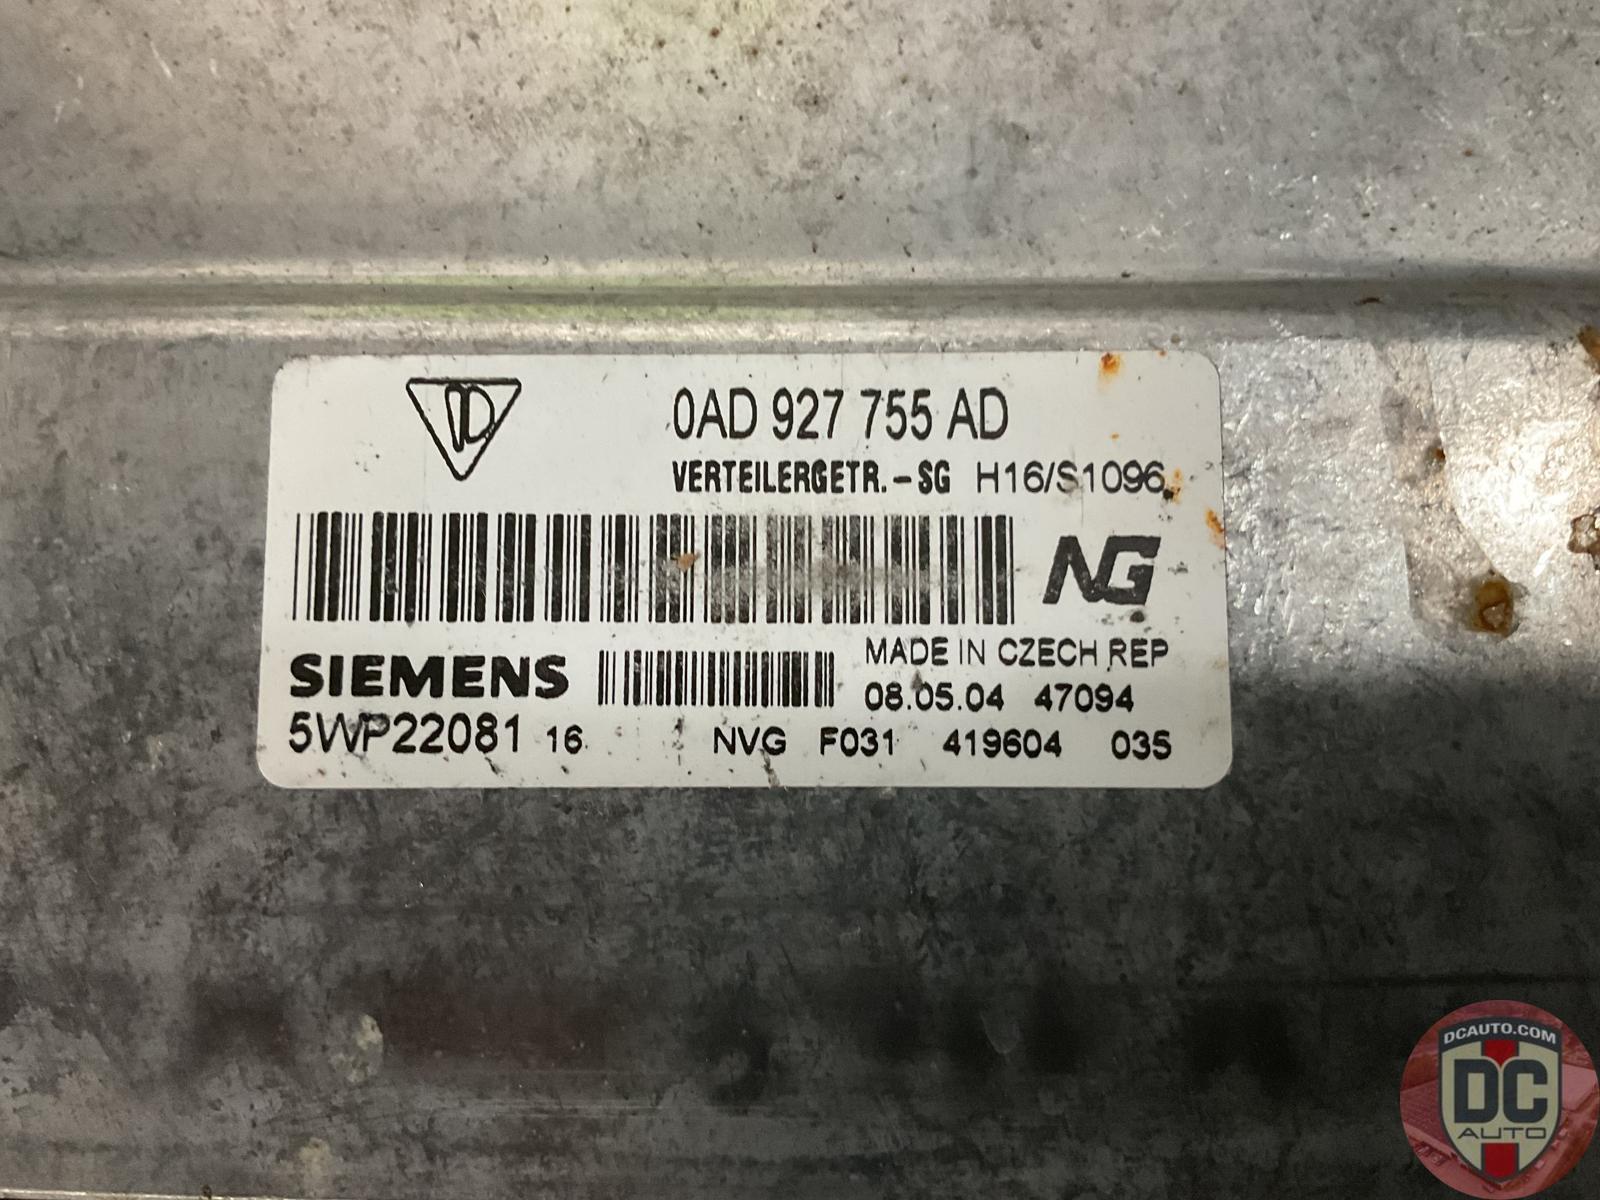 0AD 927 755 AD
VERTEILERGETR.-SG H16/S1096
NG
SIEMENS
MADE IN CZECH REP
08.05.04 47094
5WP22081 16 NVG F031 419604 035
DCAUTO.COM
DC
AUTO